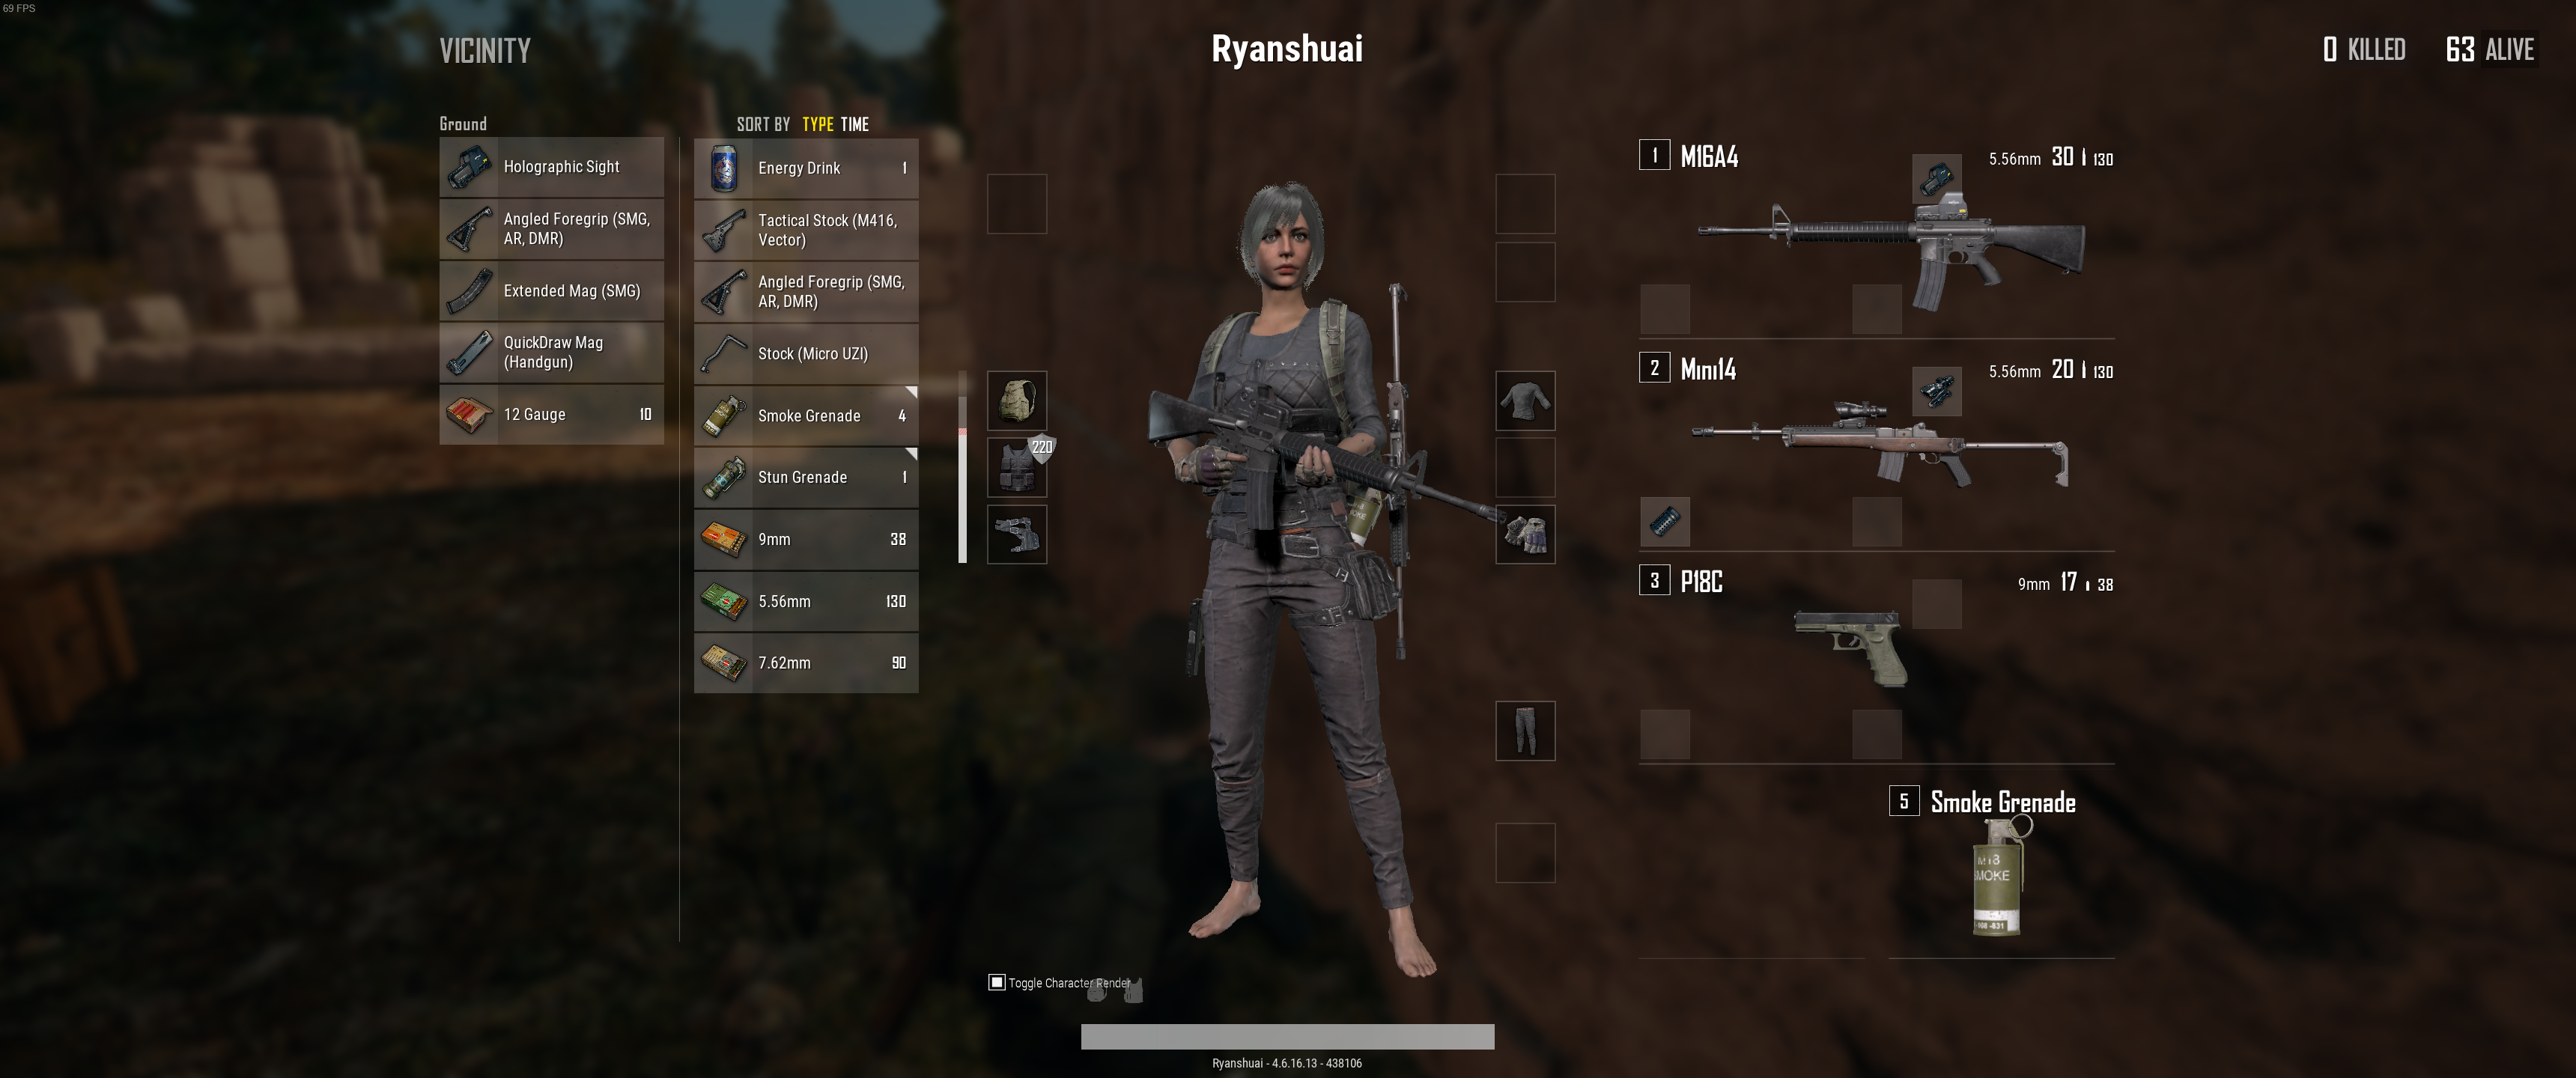 69 FPS
VICINITY
Ryanshuai
0 KILLED 63 ALIVE
Ground
Holographic Sight
Angled Foregrip (SMG,
AR, DMR)
Extended Mag (SMG)
QuickDraw Mag
(Handgun)
12 Gauge 10
SORT BY TYPE TIME
Energy Drink 1
Tactical Stock (M416,
Vector)
Angled Foregrip (SMG,
AR, DMR)
Stock (Micro UZI)
Smoke Grenade 4
Stun Grenade 1
9mm 38
5.56mm 130
7.62mm 90
220
1 M16A4 5.56mm 30 130
2 Mini14 5.56mm 20 130
3 P18C 9mm 17 38
5 Smoke Grenade
M18
SMOKE
Toggle Character Render
Ryanshuai - 4.6.16.13 - 438106